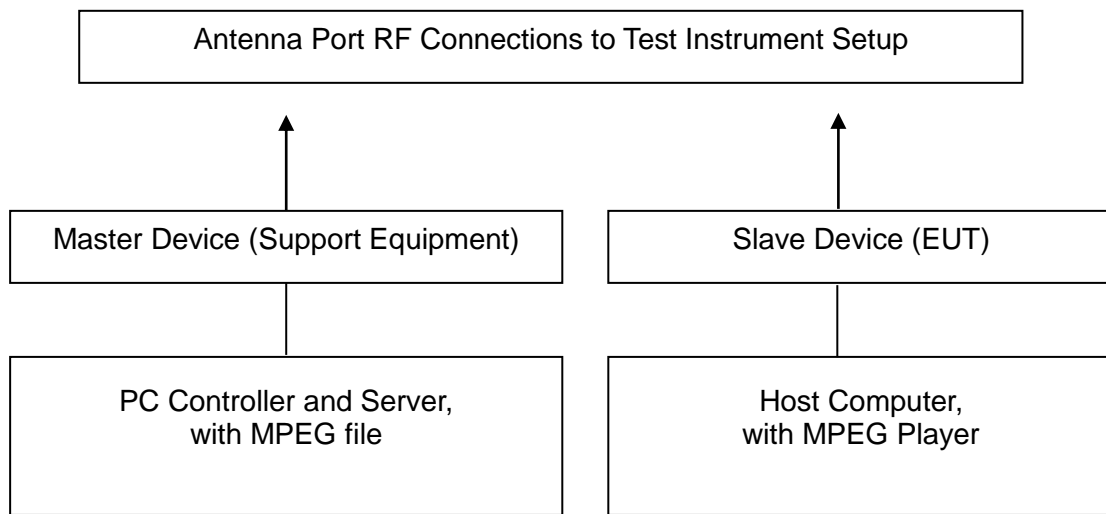 Antenna Port RF Connections to Test Instrument Setup
Master Device (Support Equipment)
Slave Device (EUT)
PC Controller and Server,
with MPEG file
Host Computer,
with MPEG Player